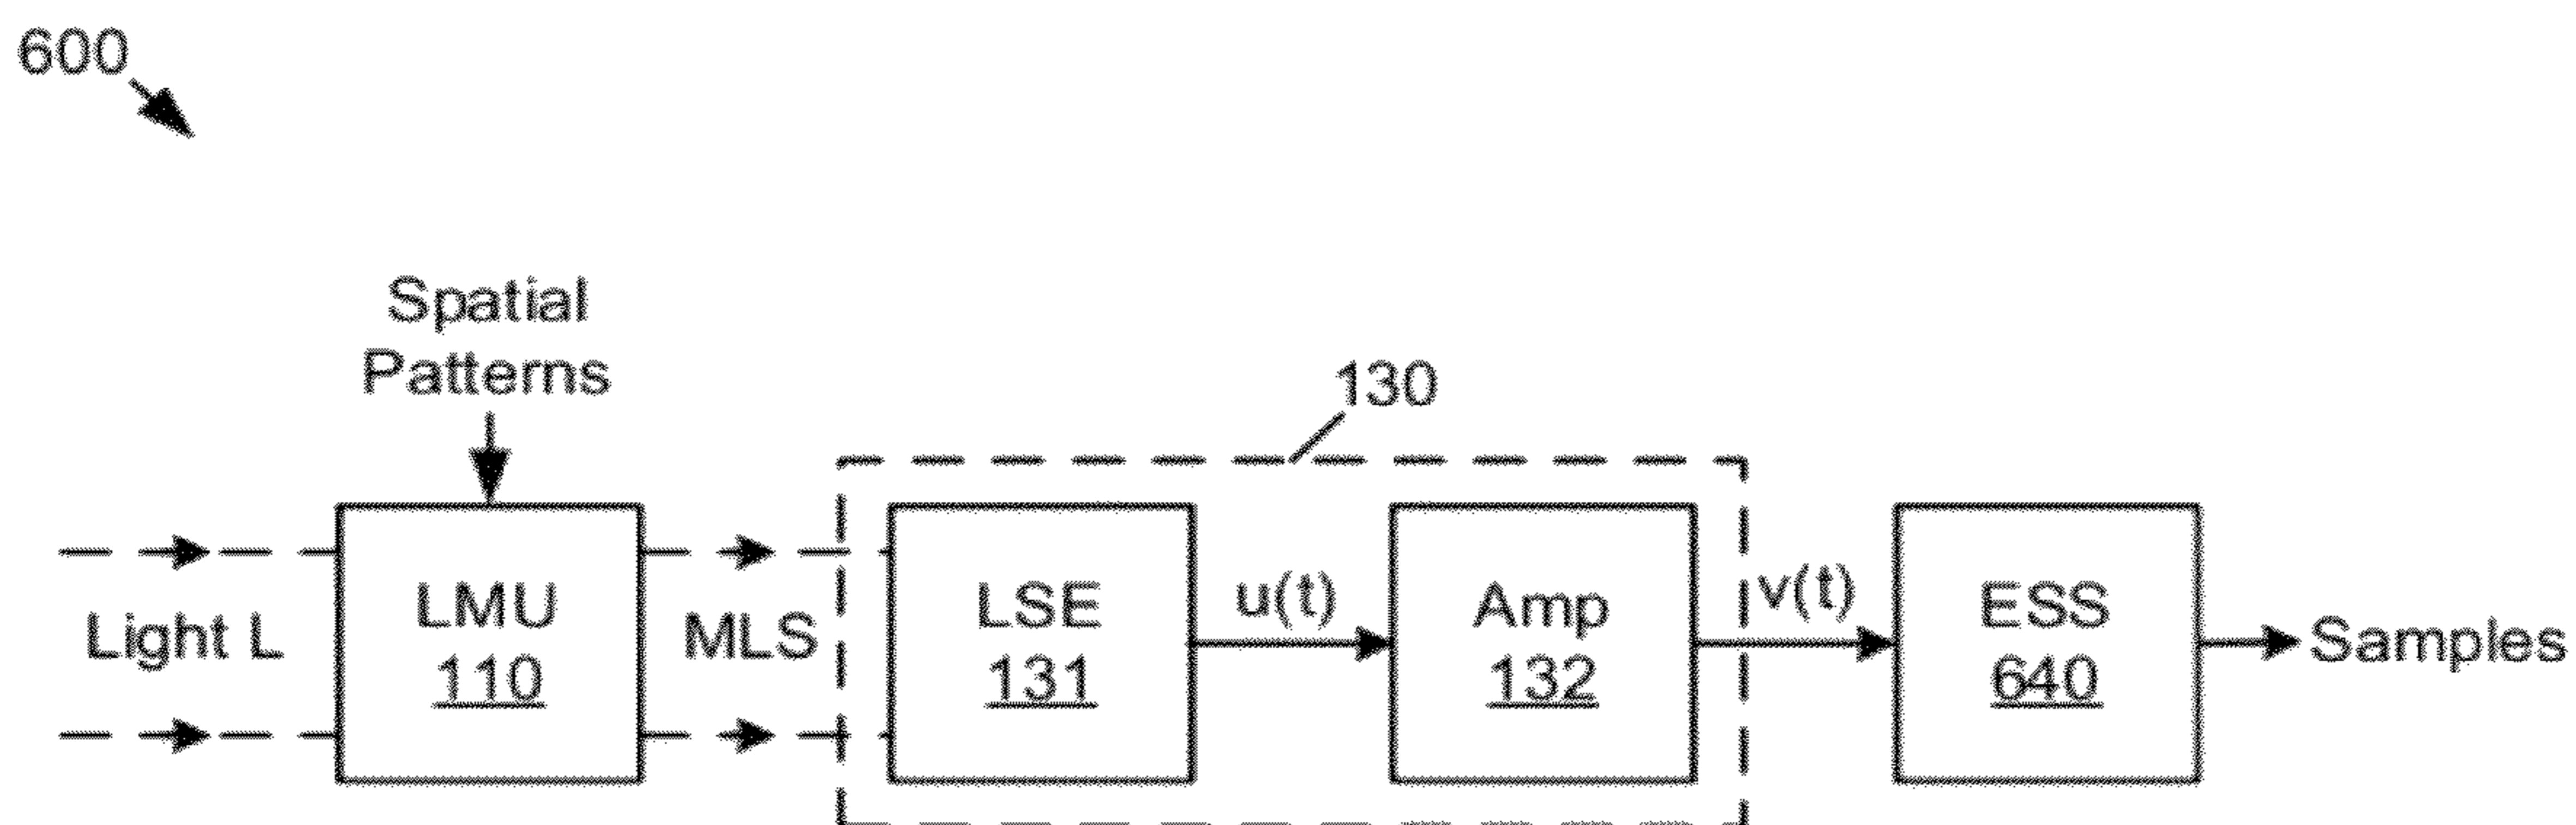 600
Spatial
Patterns
130
Light L
LMU
110
MLS
LSE
131
u(t)
Amp
132
v(t)
ESS
640
Samples